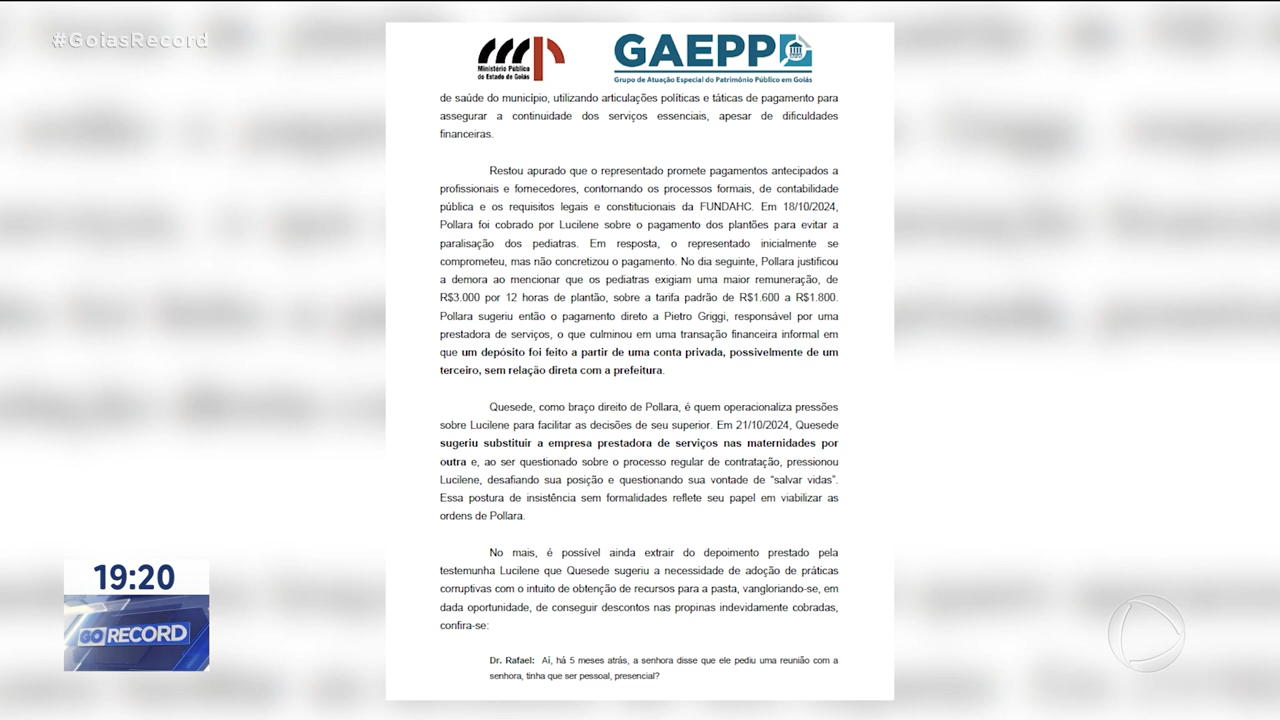 #GoiasRecord
Ministério Público
do Estado de Goiás
GAEPP
Grupo de Atuação Especial do Patrimônio Público em Goiás
de saúde do município, utilizando articulações políticas e táticas de pagamento para
assegurar a continuidade dos serviços essenciais, apesar de dificuldades
financeiras.
Restou apurado que o representado promete pagamentos antecipados a
profissionais e fornecedores, contornando os processos formais, de contabilidade
pública e os requisitos legais e constitucionais da FUNDAHC. Em 18/10/2024,
Pollara foi cobrado por Lucilene sobre o pagamento dos plantões para evitar a
paralisação dos pediatras. Em resposta, o representado inicialmente se
comprometeu, mas não concretizou o pagamento. No dia seguinte, Pollara justificou
a demora ao mencionar que os pediatras exigiam uma maior remuneração, de
R$3.000 por 12 horas de plantão, sobre a tarifa padrão de R$1.600 a R$1.800.
Pollara sugeriu então o pagamento direto a Pietro Griggi, responsável por uma
prestadora de serviços, o que culminou em uma transação financeira informal em
que um depósito foi feito a partir de uma conta privada, possivelmente de um
terceiro, sem relação direta com a prefeitura.
Quesede, como braço direito de Pollara, é quem operacionaliza pressões
sobre Lucilene para facilitar as decisões de seu superior. Em 21/10/2024, Quesede
sugeriu substituir a empresa prestadora de serviços nas maternidades por
outra e, ao ser questionado sobre o processo regular de contratação, pressionou
Lucilene, desafiando sua posição e questionando sua vontade de “salvar vidas”.
Essa postura de insistência sem formalidades reflete seu papel em viabilizar as
ordens de Pollara.
No mais, é possível ainda extrair do depoimento prestado pela
testemunha Lucilene que Quesede sugeriu a necessidade de adoção de práticas
corruptivas com o intuito de obtenção de recursos para a pasta, vangloriando-se, em
dada oportunidade, de conseguir descontos nas propinas indevidamente cobradas,
confira-se:
Dr. Rafael: Aí, há 5 meses atrás, a senhora disse que ele pediu uma reunião com a
senhora, tinha que ser pessoal, presencial?
19:20
GO RECORD